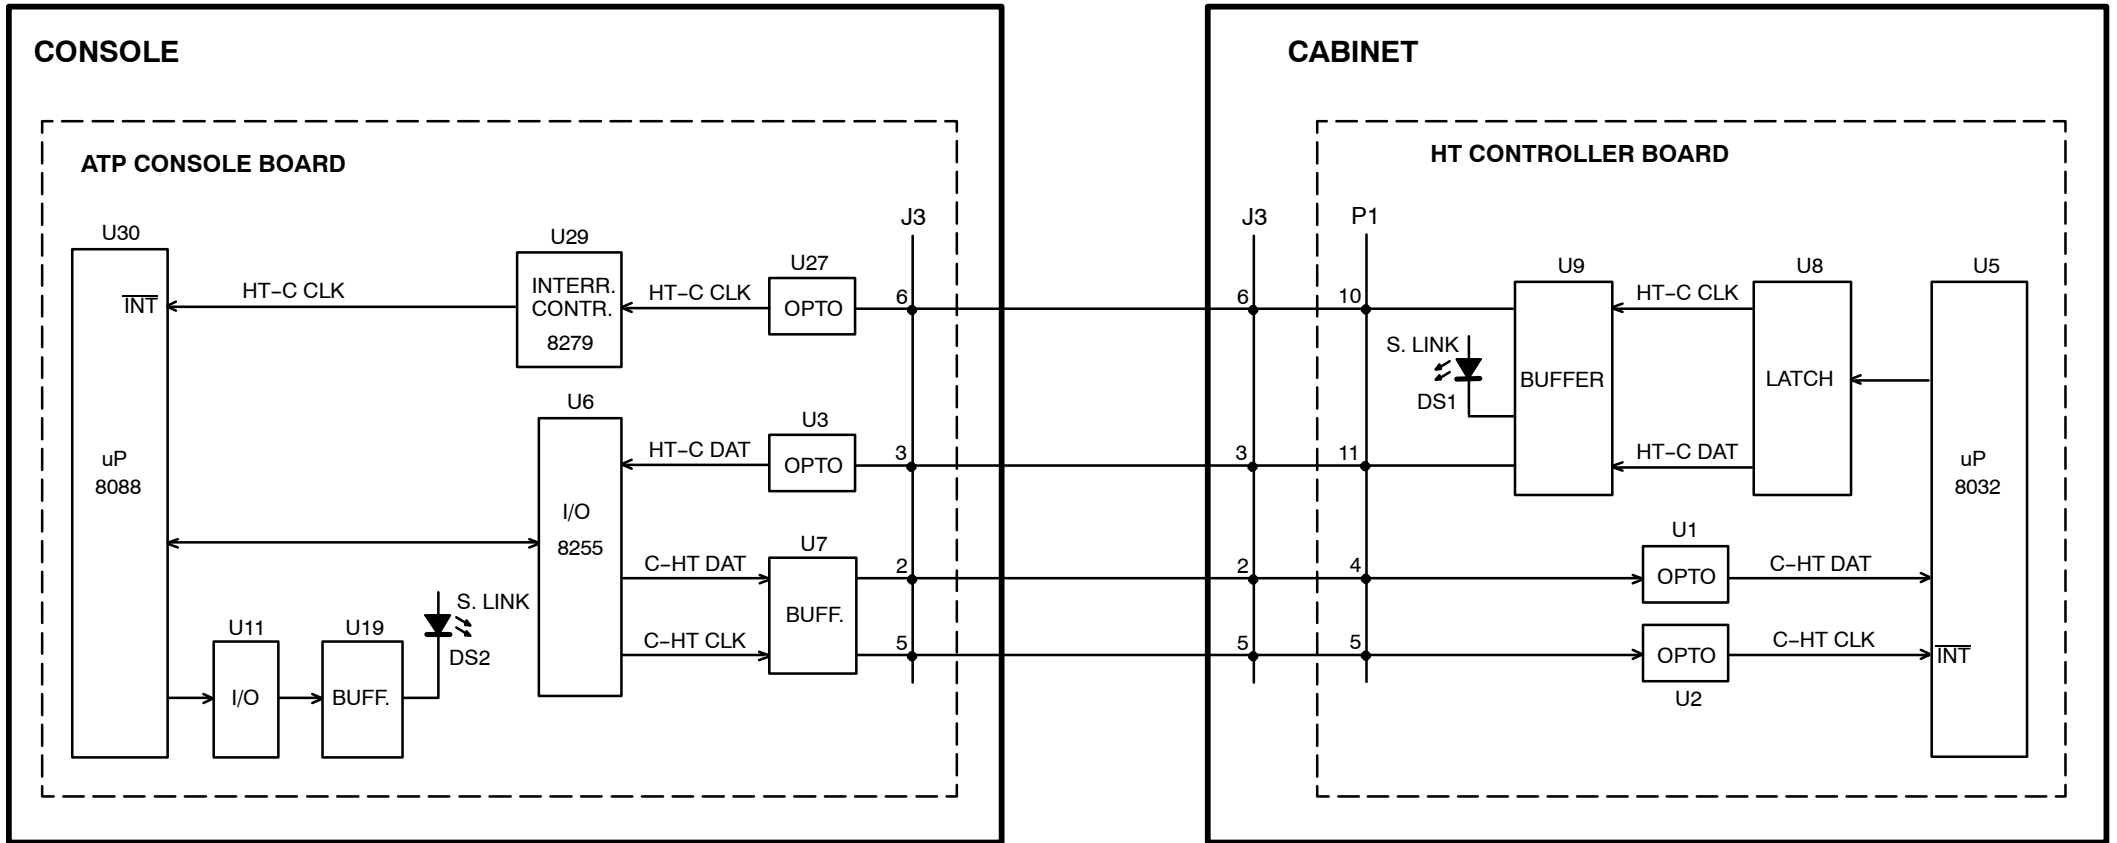 CONSOLE
ATP CONSOLE BOARD
U30
INT
uP
8088
HT-C CLK
U29
INTERR.
CONTR.
8279
HT-C CLK
U27
OPTO
J3
6
U6
I/O
8255
HT-C DAT
U3
OPTO
3
C-HT DAT
U7
BUFF.
2
C-HT CLK
5
U11
I/O
U19
BUFF.
S. LINK
DS2
CABINET
HT CONTROLLER BOARD
J3
P1
6
10
S. LINK
DS1
U9
BUFFER
HT-C CLK
U8
LATCH
U5
uP
8032
3
11
HT-C DAT
2
4
U1
OPTO
C-HT DAT
5
5
OPTO
U2
C-HT CLK
INT